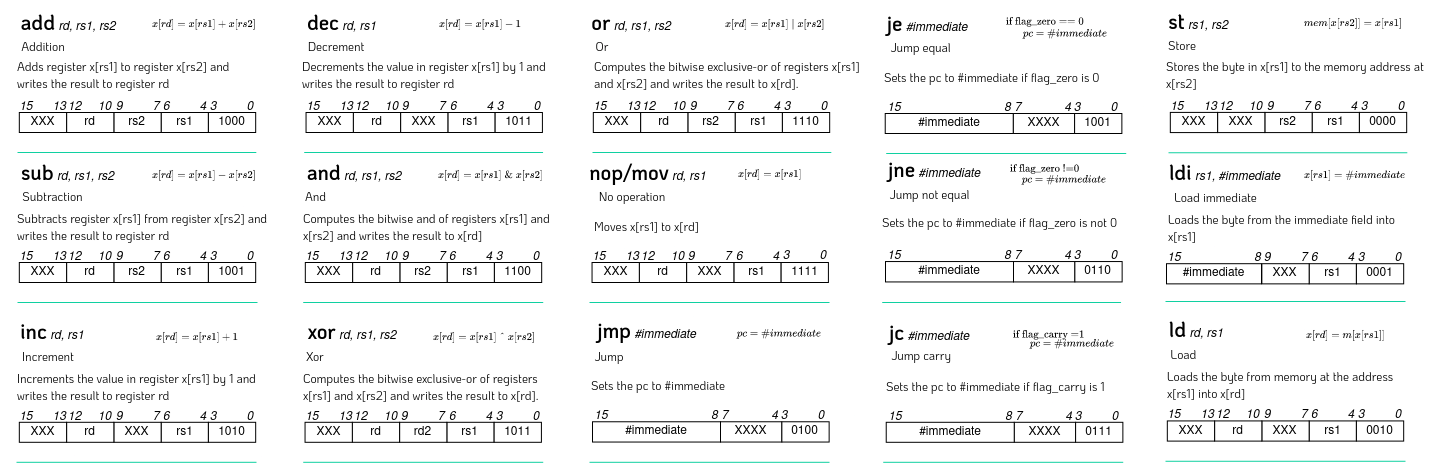 add rd, rs1, rs2 x[rd] = x[rs1] + x[rs2]
Addition
Adds register x[rs1] to register x[rs2] and
writes the result to register rd
15 13 12 10 9 7 6 4 3 0
XXX rd rs2 rs1 1000
sub rd, rs1, rs2 x[rd] = x[rs1] − x[rs2]
Subtraction
Subtracts register x[rs1] from register x[rs2] and
writes the result to register rd
15 13 12 10 9 7 6 4 3 0
XXX rd rs2 rs1 1001
inc rd, rs1 x[rd] = x[rs1] + 1
Increment
Increments the value in register x[rs1] by 1 and
writes the result to register rd
15 13 12 10 9 7 6 4 3 0
XXX rd XXX rs1 1010
dec rd, rs1 x[rd] = x[rs1] − 1
Decrement
Decrements the value in register x[rs1] by 1 and
writes the result to register rd
15 13 12 10 9 7 6 4 3 0
XXX rd XXX rs1 1011
and rd, rs1, rs2 x[rd] = x[rs1] & x[rs2]
And
Computes the bitwise and of registers x[rs1] and
x[rs2] and writes the result to x[rd]
15 13 12 10 9 7 6 4 3 0
XXX rd rs2 rs1 1100
xor rd, rs1, rs2 x[rd] = x[rs1] ^ x[rs2]
Xor
Computes the bitwise exclusive-or of registers
x[rs1] and x[rs2] and writes the result to x[rd].
15 13 12 10 9 7 6 4 3 0
XXX rd rd2 rs1 1011
or rd, rs1, rs2 x[rd] = x[rs1] | x[rs2]
Or
Computes the bitwise exclusive-or of registers x[rs1]
and x[rs2] and writes the result to x[rd].
15 13 12 10 9 7 6 4 3 0
XXX rd rs2 rs1 1110
nop/mov rd, rs1 x[rd] = x[rs1]
No operation
Moves x[rs1] to x[rd]
15 13 12 10 9 7 6 4 3 0
XXX rd XXX rs1 1111
jmp #immediate pc = #immediate
Jump
Sets the pc to #immediate
15 8 7 4 3 0
#immediate XXXX 0100
je #immediate if flag_zero == 0
pc = #immediate
Jump equal
Sets the pc to #immediate if flag_zero is 0
15 8 7 4 3 0
#immediate XXXX 1001
jne #immediate if flag_zero !=0
pc = #immediate
Jump not equal
Sets the pc to #immediate if flag_zero is not 0
15 8 7 4 3 0
#immediate XXXX 0110
jc #immediate if flag_carry =1
pc = #immediate
Jump carry
Sets the pc to #immediate if flag_carry is 1
15 8 7 4 3 0
#immediate XXXX 0111
st rs1, rs2 mem[x[rs2]] = x[rs1]
Store
Stores the byte in x[rs1] to the memory address at
x[rs2]
15 13 12 10 9 7 6 4 3 0
XXX XXX rs2 rs1 0000
ldi rs1, #immediate x[rs1] = #immediate
Load immediate
Loads the byte from the immediate field into
x[rs1]
15 8 9 7 6 4 3 0
#immediate XXX rs1 0001
ld rd, rs1 x[rd] = m[x[rs1]]
Load
Loads the byte from memory at the address
x[rs1] into x[rd]
15 13 12 10 9 7 6 4 3 0
XXX rd XXX rs1 0010